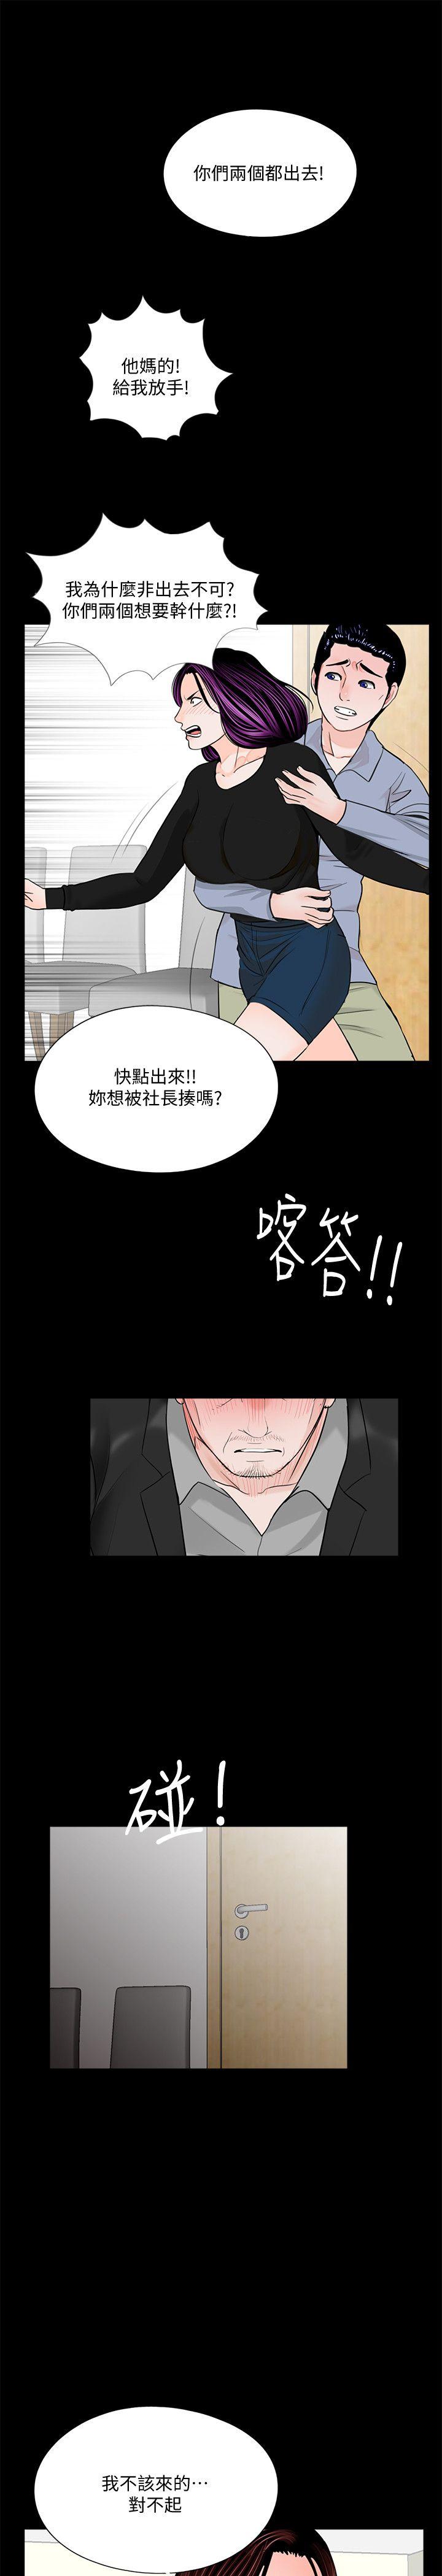 你們兩個都出去!
他媽的!
給我放手!
我為什麼非出去不可?
你們兩個想要幹什麼?!
快點出來!!
妳想被社長揍嗎?
喀答!!
碰!
我不該來的…
對不起